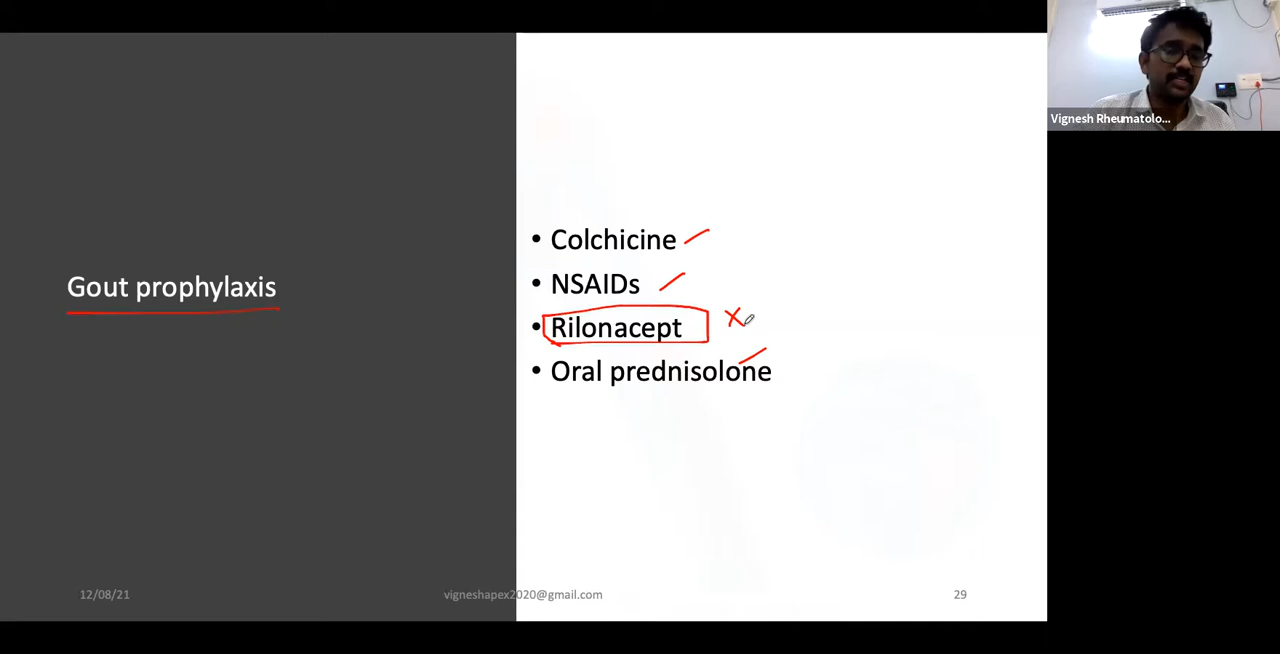 Vignesh Rheumatolo...
Gout prophylaxis
• Colchicine
• NSAIDs
• Rilonacept
• Oral prednisolone
12/08/21
vigneshapex2020@gmail.com
29